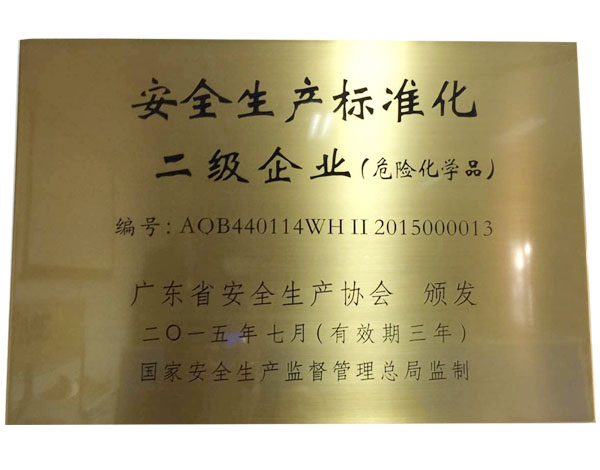 安全生产标准化
二级企业(危险化学品)
编号:AQB440114WH II 2015000013
广东省安全生产协会 颁发
二〇一五年七月(有效期三年)
国家安全生产监督管理总局监制